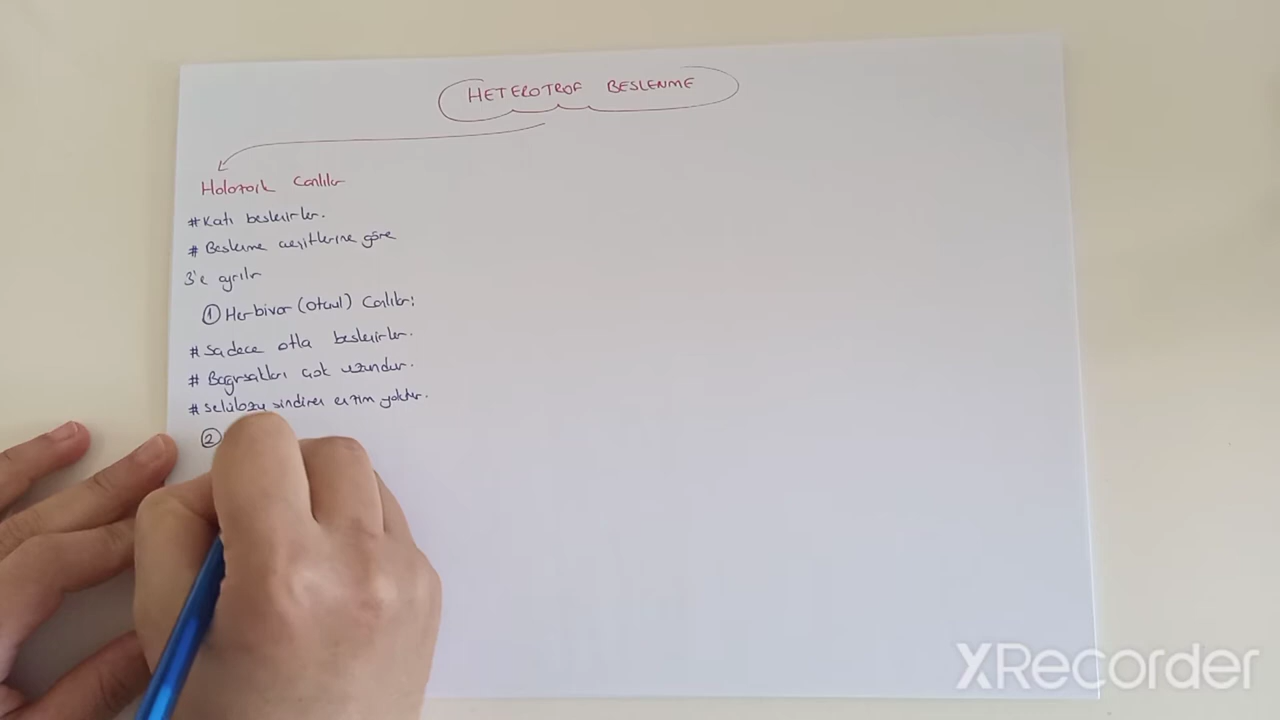 HETEROTROF BESLENME
Holozoik Canlılar
# Katı beslenirler.
# Beslenme çeşitlerine göre
3'e ayrılır
① Herbivor (otçul) Canlılar:
# Sadece otla beslenirler.
# Bağırsakları çok uzundur.
# Selülozu sindiren enzim yoktur.
②
XRecorder